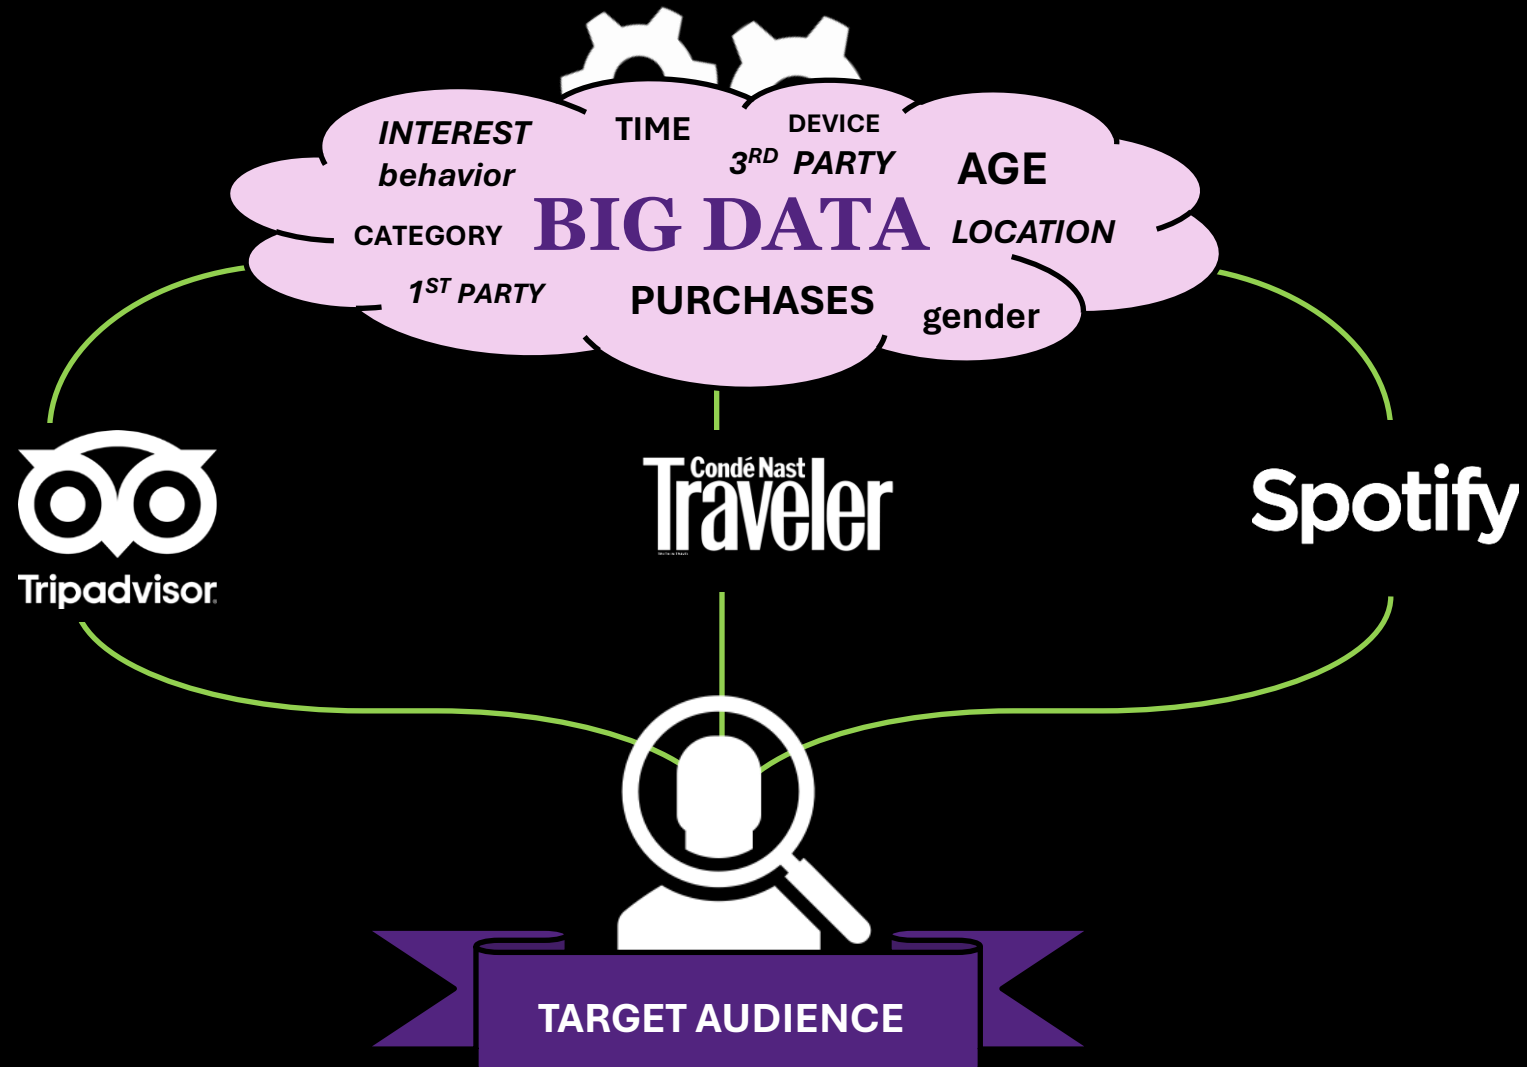 INTEREST
behavior
TIME
DEVICE
3RD PARTY
AGE
CATEGORY
BIG DATA
LOCATION
1ST PARTY
PURCHASES
gender
Tripadvisor
Condé Nast
Traveler
Spotify
TARGET AUDIENCE